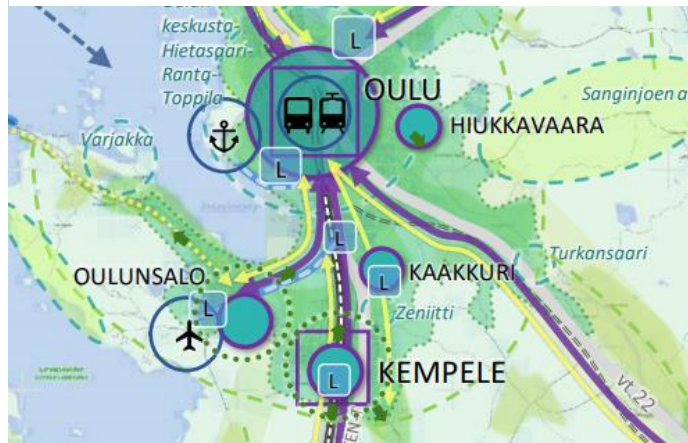 keskusta-
Hietasaari-
Ranta-
Toppila
L
OULU
Sanginjoen a
HIUKKAVAARA
Varjakka
L
L
Turkansaari
OULUNSALO
KAAKKURI
L
L
Zeniitti
KEMPELE
L
vt.22